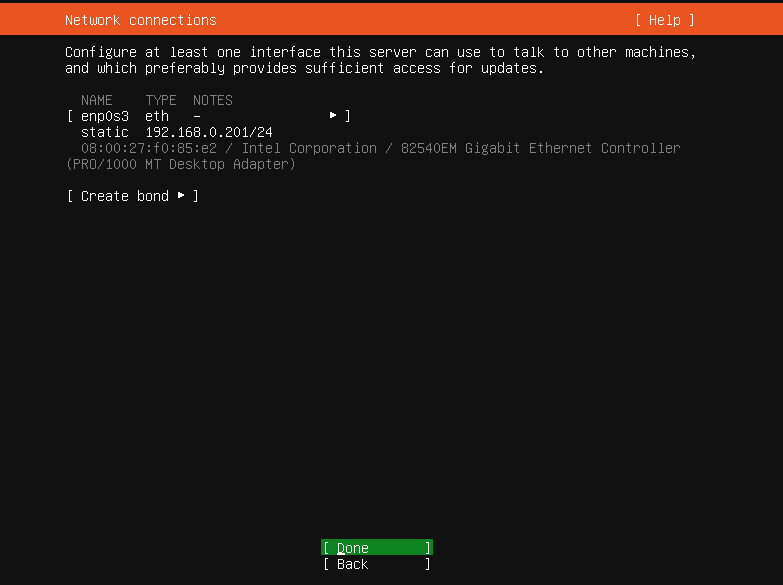 Network connections [ Help ]
Configure at least one interface this server can use to talk to other machines,
and which preferably provides sufficient access for updates.
NAME TYPE NOTES
[ enp0s3 eth – ▸ ]
static 192.168.0.201/24
08:00:27:f0:85:e2 / Intel Corporation / 82540EM Gigabit Ethernet Controller
(PRO/1000 MT Desktop Adapter)
[ Create bond ▸ ]
[ Done ]
[ Back ]